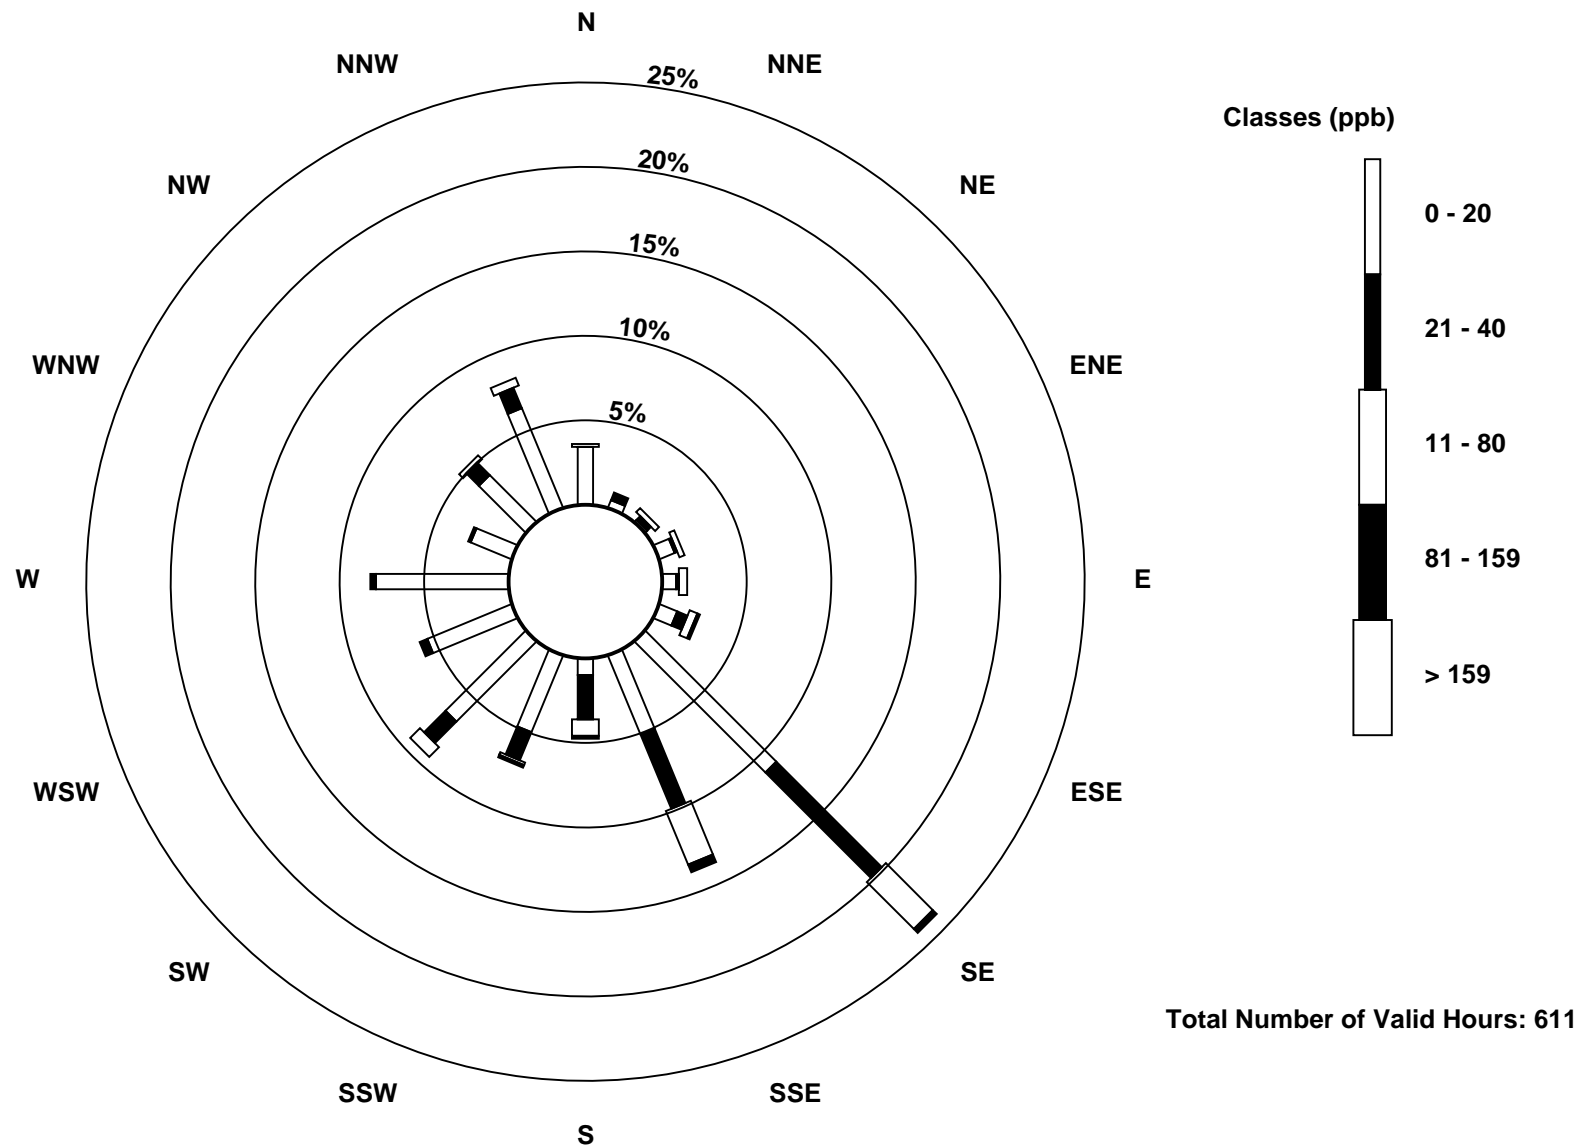 N
NNW
NNE
25%
Classes (ppb)
20%
NW
NE
0 - 20
15%
10%
21 - 40
WNW
ENE
5%
11 - 80
81 - 159
W
E
> 159
WSW
ESE
SW
SE
Total Number of Valid Hours: 611
SSW
SSE
S